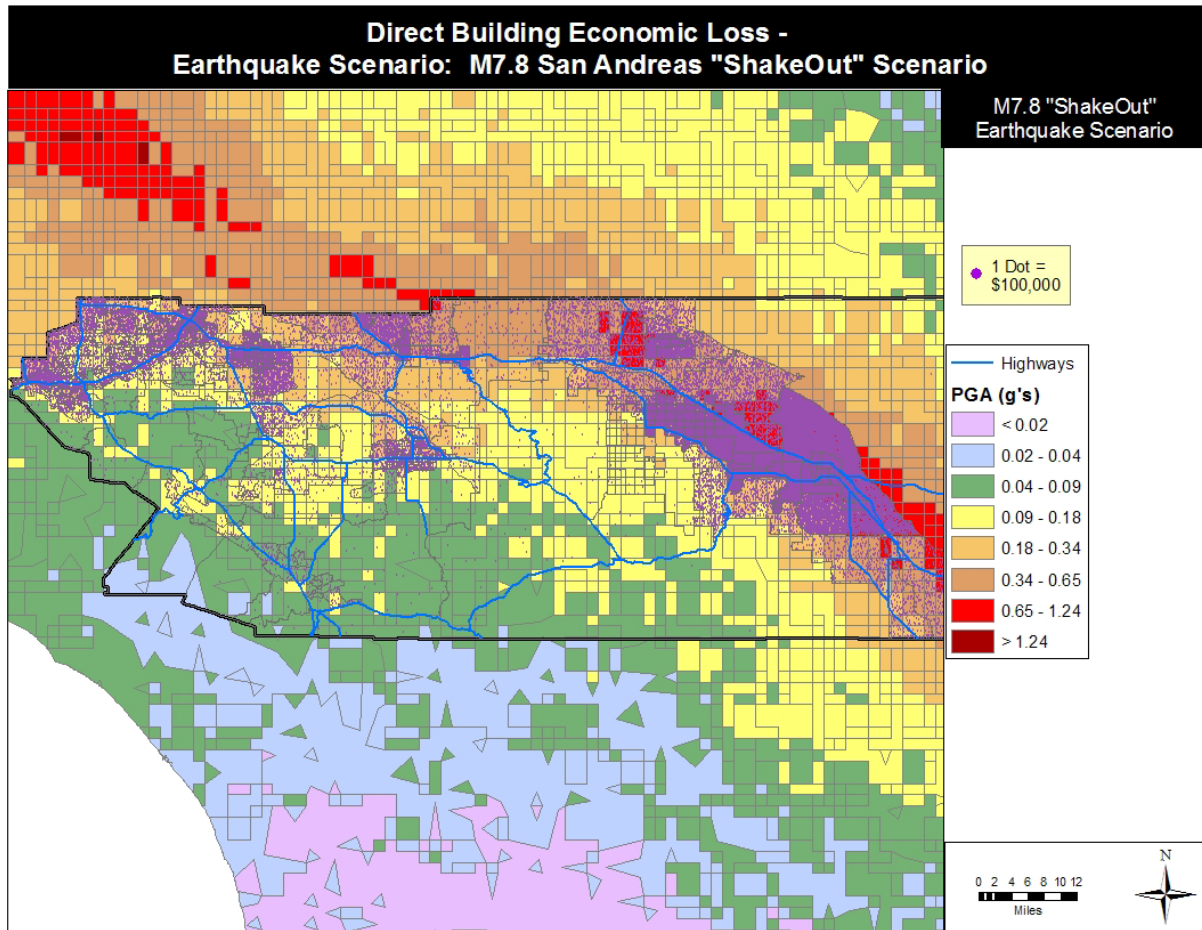 Direct Building Economic Loss -
Earthquake Scenario: M7.8 San Andreas "ShakeOut" Scenario
M7.8 "ShakeOut"
Earthquake Scenario
1 Dot =
$100,000
Highways
PGA (g's)
< 0.02
0.02 - 0.04
0.04 - 0.09
0.09 - 0.18
0.18 - 0.34
0.34 - 0.65
0.65 - 1.24
> 1.24
0 2 4 6 8 10 12
Miles
N